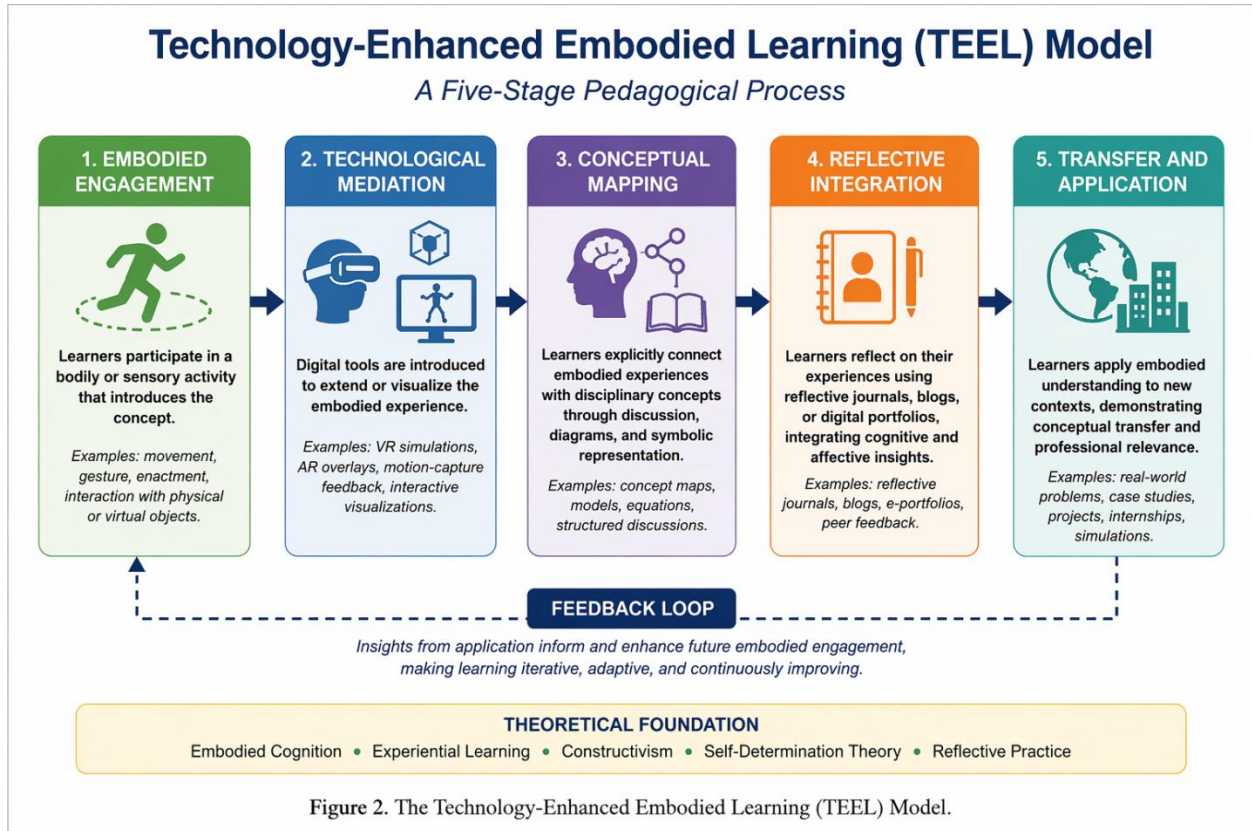 Technology-Enhanced Embodied Learning (TEEL) Model
A Five-Stage Pedagogical Process
1. EMBODIED
ENGAGEMENT
Learners participate in a
bodily or sensory activity
that introduces the
concept.
Examples: movement,
gesture, enactment,
interaction with physical
or virtual objects.
2. TECHNOLOGICAL
MEDIATION
Digital tools are introduced
to extend or visualize the
embodied experience.
Examples: VR simulations,
AR overlays, motion-capture
feedback, interactive
visualizations.
3. CONCEPTUAL
MAPPING
Learners explicitly connect
embodied experiences
with disciplinary concepts
through discussion,
diagrams, and symbolic
representation.
Examples: concept maps,
models, equations,
structured discussions.
4. REFLECTIVE
INTEGRATION
Learners reflect on their
experiences using
reflective journals, blogs,
or digital portfolios,
integrating cognitive and
affective insights.
Examples: reflective
journals, blogs, e-portfolios,
peer feedback.
5. TRANSFER AND
APPLICATION
Learners apply embodied
understanding to new
contexts, demonstrating
conceptual transfer and
professional relevance.
Examples: real-world
problems, case studies,
projects, internships,
simulations.
FEEDBACK LOOP
Insights from application inform and enhance future embodied engagement,
making learning iterative, adaptive, and continuously improving.
THEORETICAL FOUNDATION
Embodied Cognition • Experiential Learning • Constructivism • Self-Determination Theory • Reflective Practice
Figure 2. The Technology-Enhanced Embodied Learning (TEEL) Model.